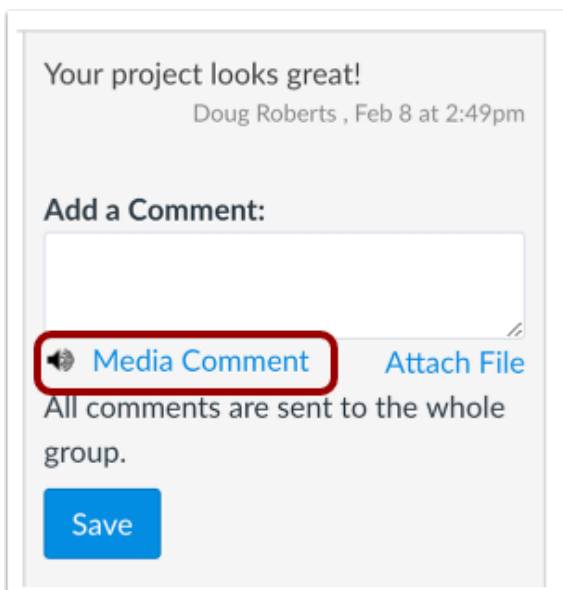 Your project looks great!
Doug Roberts , Feb 8 at 2:49pm
Add a Comment:
Media Comment
Attach File
All comments are sent to the whole
group.
Save